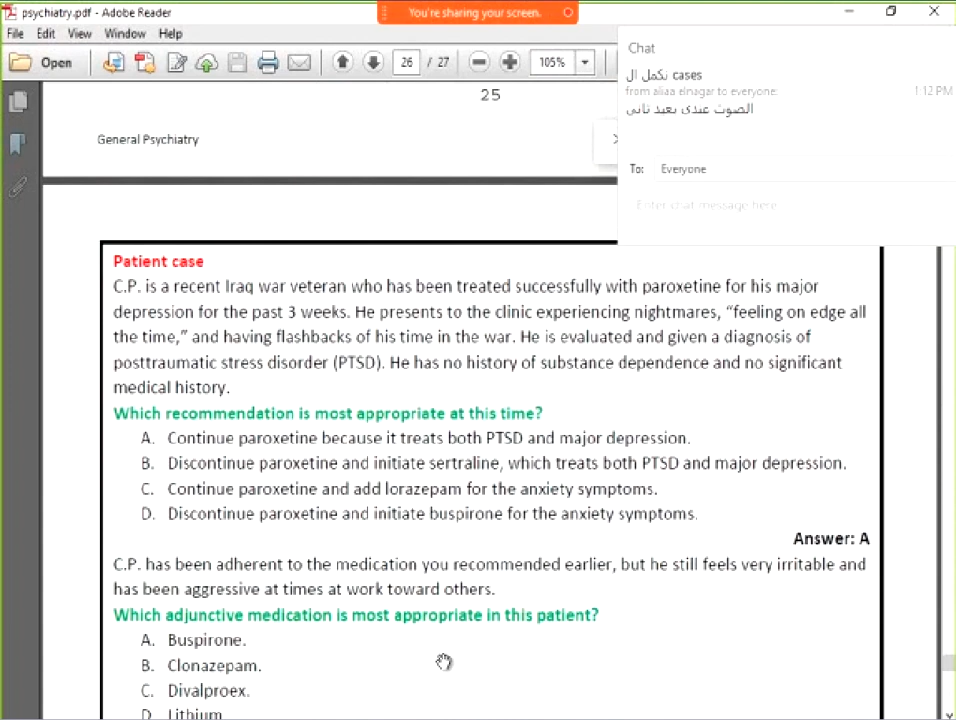 psychiatry.pdf - Adobe Reader
You're sharing your screen.
File Edit View Window Help
Open 26 / 27 105%
Chat
نكمل ال cases
from aliaa elnagar to everyone: 1:12 PM
الصوت عندى بعيد تانى
To: Everyone
Enter chat message here
25
General Psychiatry
Patient case
C.P. is a recent Iraq war veteran who has been treated successfully with paroxetine for his major
depression for the past 3 weeks. He presents to the clinic experiencing nightmares, “feeling on edge all
the time,” and having flashbacks of his time in the war. He is evaluated and given a diagnosis of
posttraumatic stress disorder (PTSD). He has no history of substance dependence and no significant
medical history.
Which recommendation is most appropriate at this time?
A. Continue paroxetine because it treats both PTSD and major depression.
B. Discontinue paroxetine and initiate sertraline, which treats both PTSD and major depression.
C. Continue paroxetine and add lorazepam for the anxiety symptoms.
D. Discontinue paroxetine and initiate buspirone for the anxiety symptoms.
Answer: A
C.P. has been adherent to the medication you recommended earlier, but he still feels very irritable and
has been aggressive at times at work toward others.
Which adjunctive medication is most appropriate in this patient?
A. Buspirone.
B. Clonazepam.
C. Divalproex.
D. Lithium